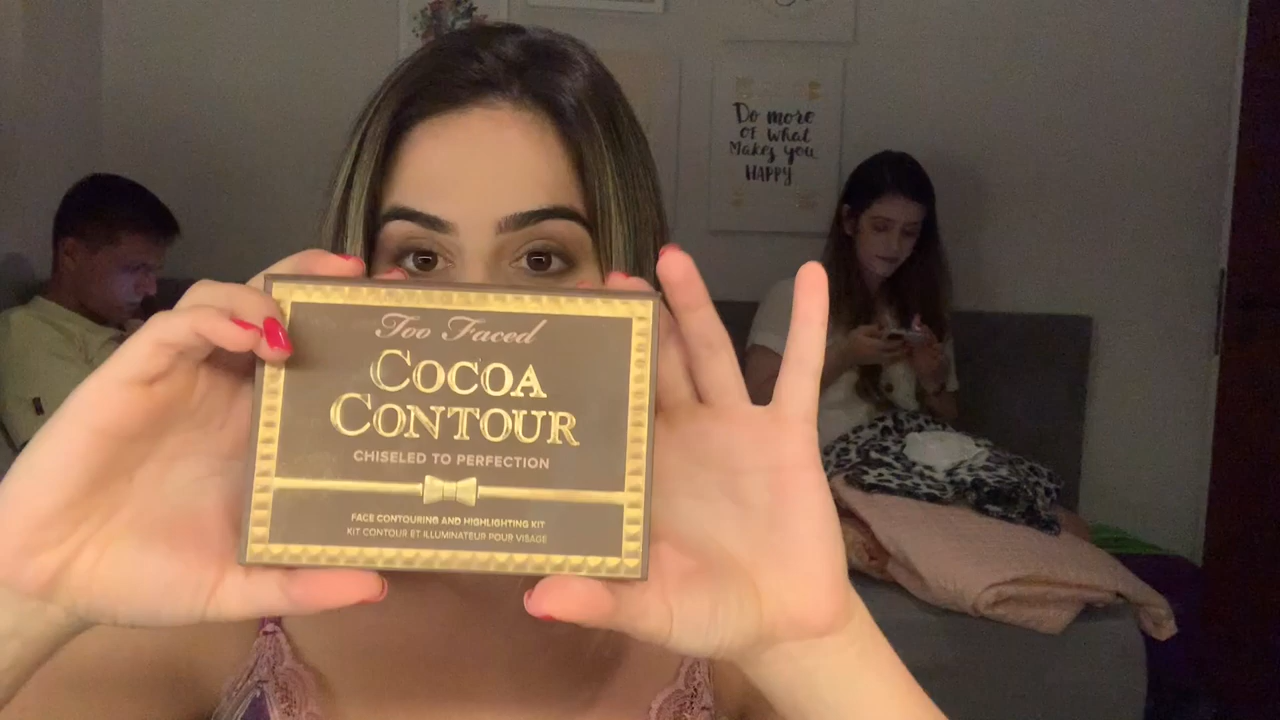 Too Faced
COCOA
CONTOUR
CHISELED TO PERFECTION
FACE CONTOURING AND HIGHLIGHTING KIT
KIT CONTOUR ET ILLUMINATEUR POUR VISAGE
Do more
OF What
Makes you
HAPPY